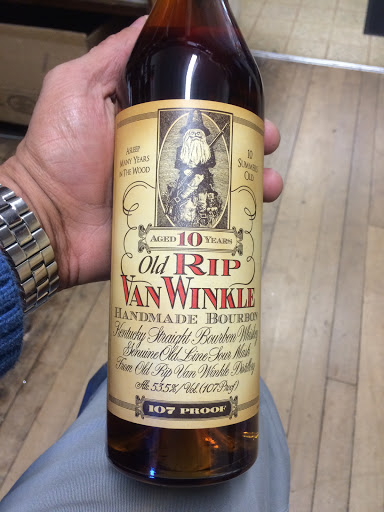 ASLEEP
MANY YEARS
IN THE WOOD
10
SUMMERS
OLD
AGED 10 YEARS
Old RIP
VAN WINKLE
HANDMADE BOURBON
Kentucky Straight Bourbon Whiskey
Genuine Old Line Sour Mash
From Old Rip Van Winkle Distillery
Alc 53.5% / Vol. (107 Proof)
107 PROOF